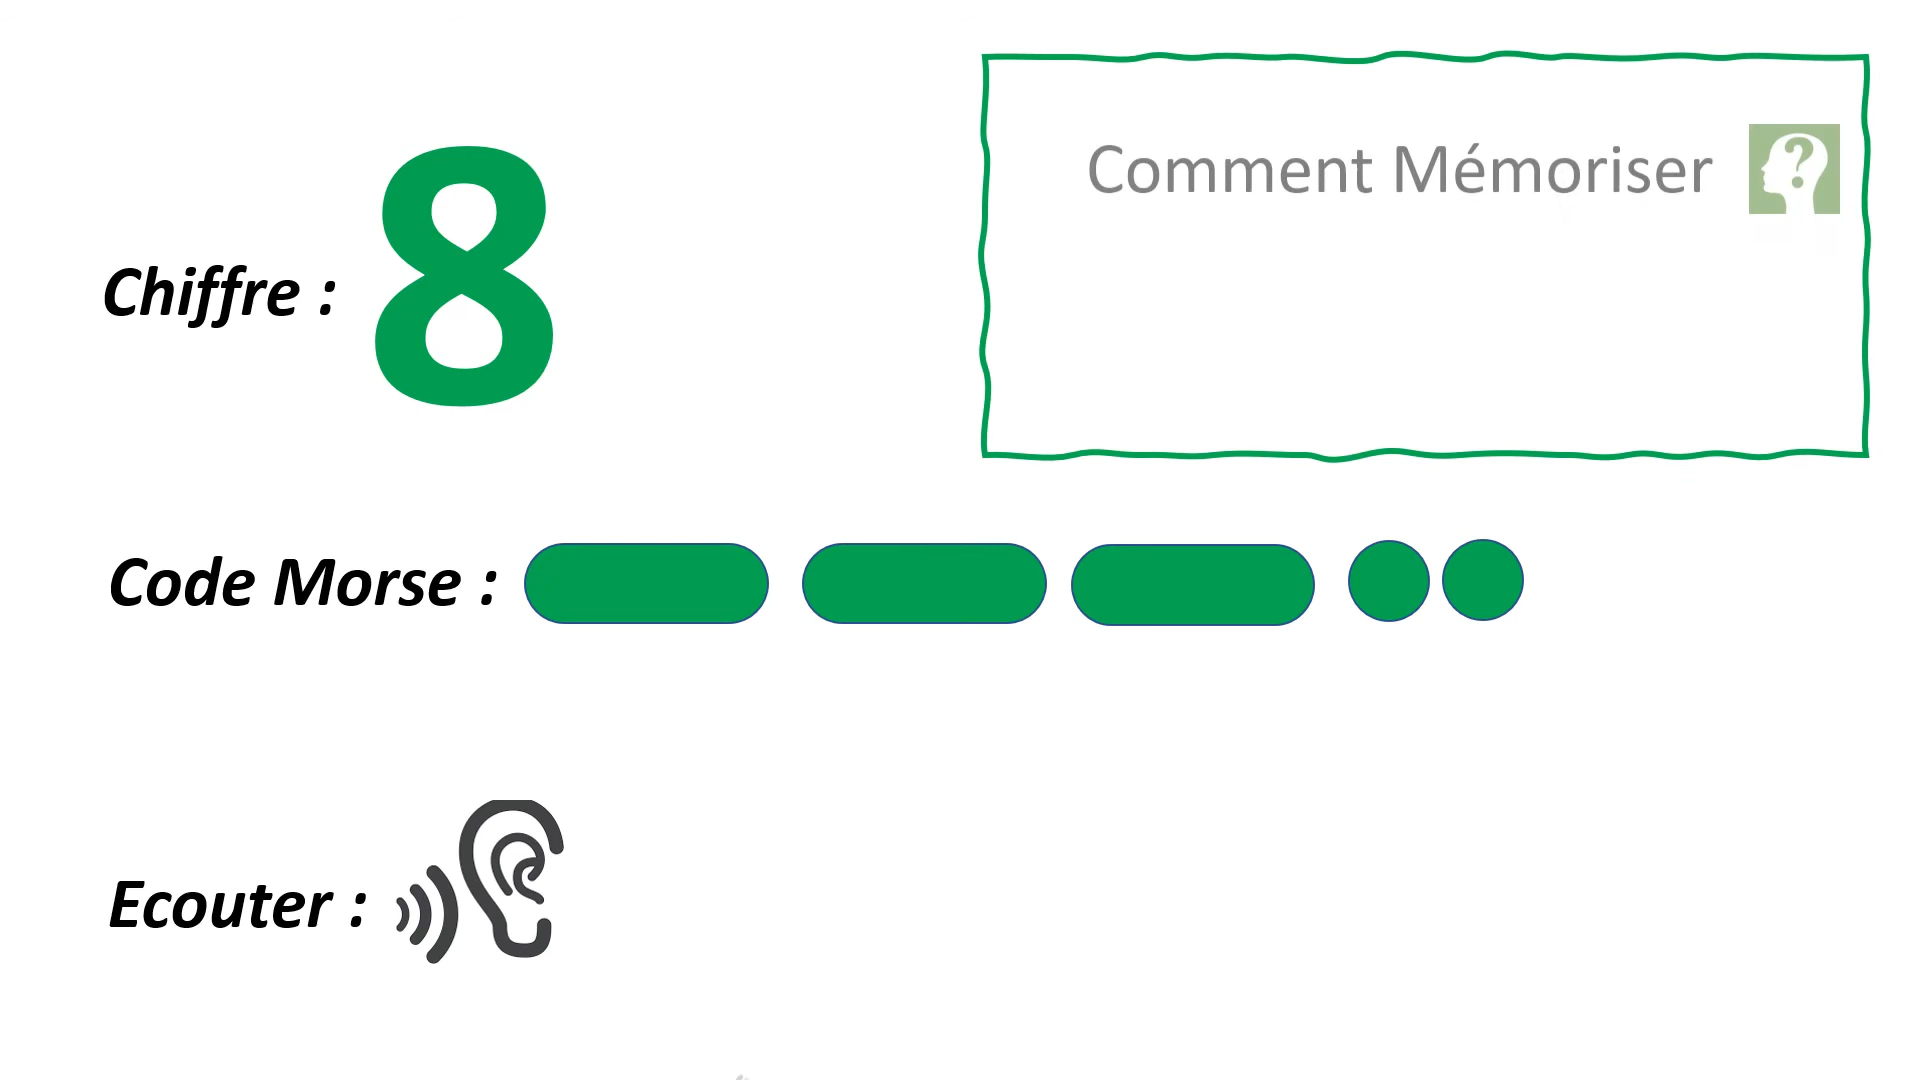 Comment Mémoriser
Chiffre : 8
Code Morse :
Ecouter :